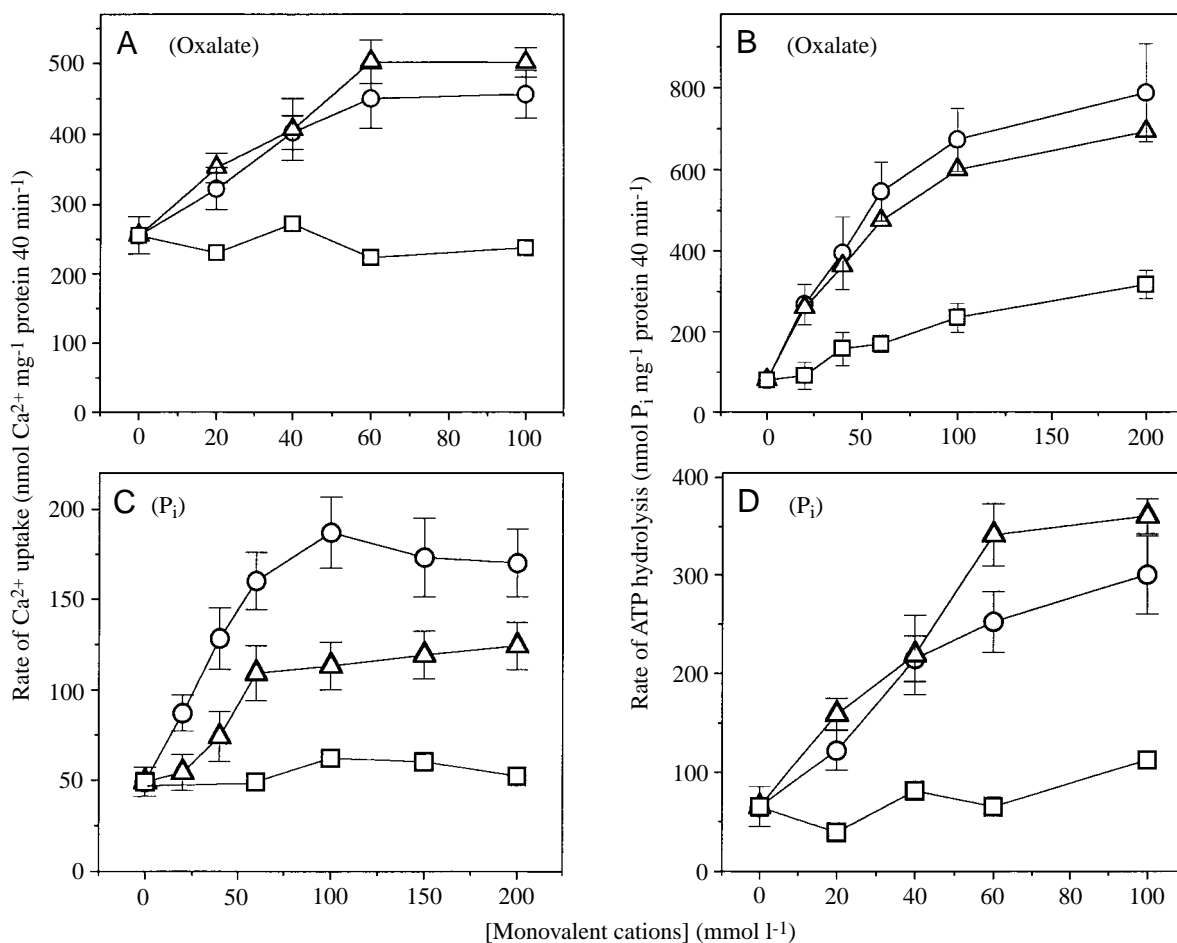 A (Oxalate)
500
400
300
200
100
0
0 20 40 60 80 100
B (Oxalate)
800
600
400
200
0
0 50 100 150 200
C (Pi)
200
150
100
50
0
0 50 100 150 200
D (Pi)
400
300
200
100
0
0 20 40 60 80 100
Rate of Ca2+ uptake (nmol Ca2+ mg-1 protein 40 min-1)
Rate of ATP hydrolysis (nmol Pi mg-1 protein 40 min-1)
[Monovalent cations] (mmol l-1)